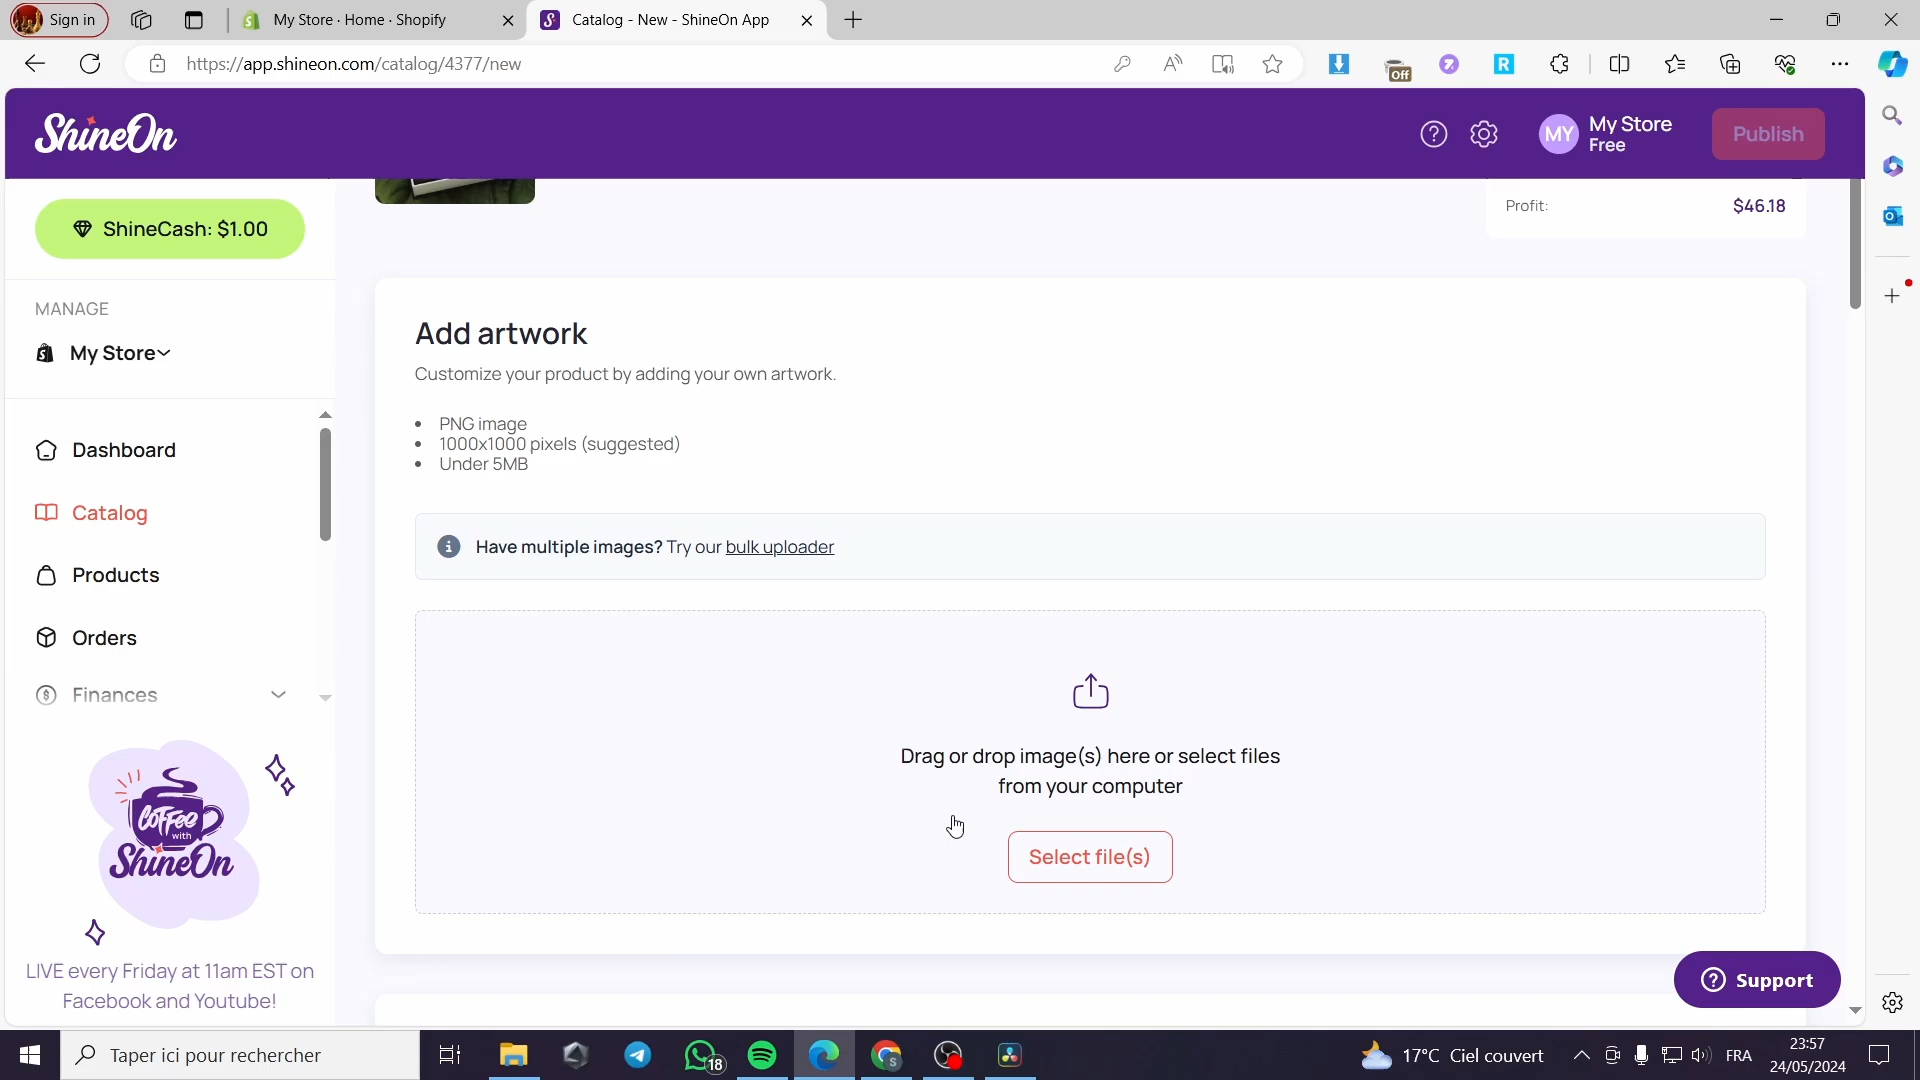 Sign in
My Store · Home · Shopify
Catalog - New - ShineOn App
https://app.shineon.com/catalog/4377/new
Off
ShineOn
MY
My Store
Free
Publish
ShineCash: $1.00
Profit:
$46.18
MANAGE
My Store
Dashboard
Catalog
Products
Orders
Finances
Add artwork
Customize your product by adding your own artwork.
PNG image
1000x1000 pixels (suggested)
Under 5MB
Have multiple images? Try our bulk uploader
Drag or drop image(s) here or select files
from your computer
Select file(s)
Coffee
with
ShineOn
LIVE every Friday at 11am EST on
Facebook and Youtube!
Support
Taper ici pour rechercher
18
17°C Ciel couvert
FRA
23:57
24/05/2024